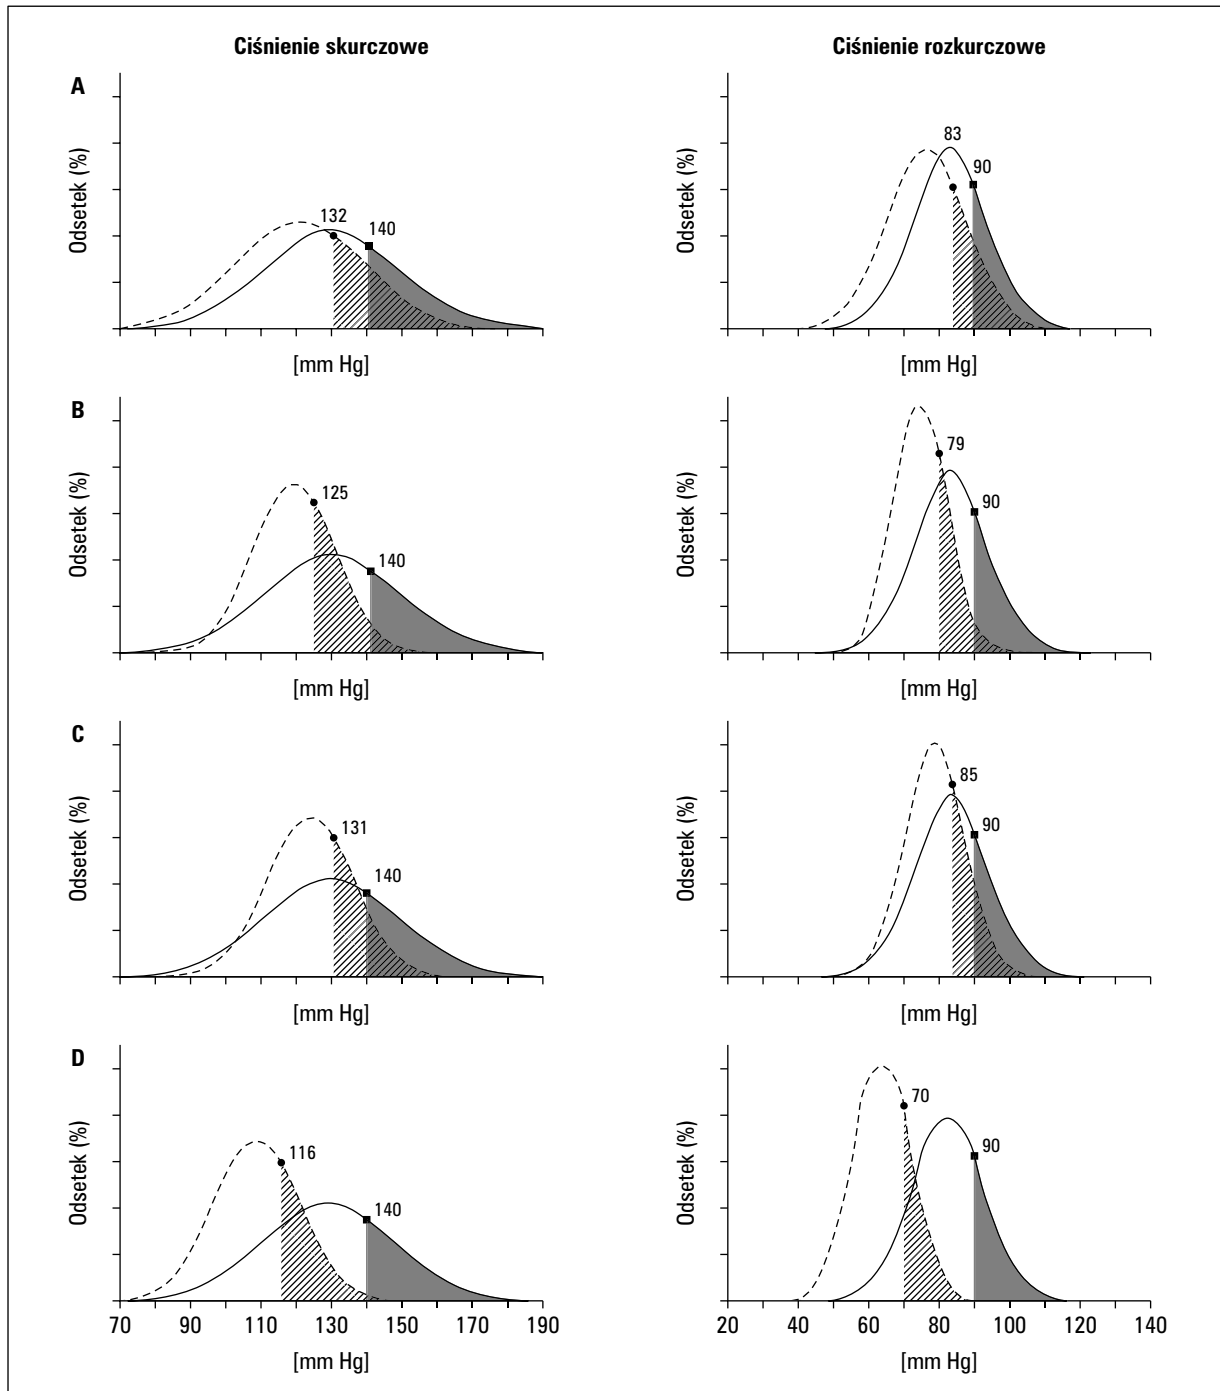 Ciśnienie skurczowe
Ciśnienie rozkurczowe
A
Odsetek (%)
132
140
[mm Hg]
Odsetek (%)
83
90
[mm Hg]
B
Odsetek (%)
125
140
[mm Hg]
Odsetek (%)
79
90
[mm Hg]
C
Odsetek (%)
131
140
[mm Hg]
Odsetek (%)
85
90
[mm Hg]
D
Odsetek (%)
116
140
70 90 110 130 150 170 190
[mm Hg]
Odsetek (%)
70
90
20 40 60 80 100 120 140
[mm Hg]